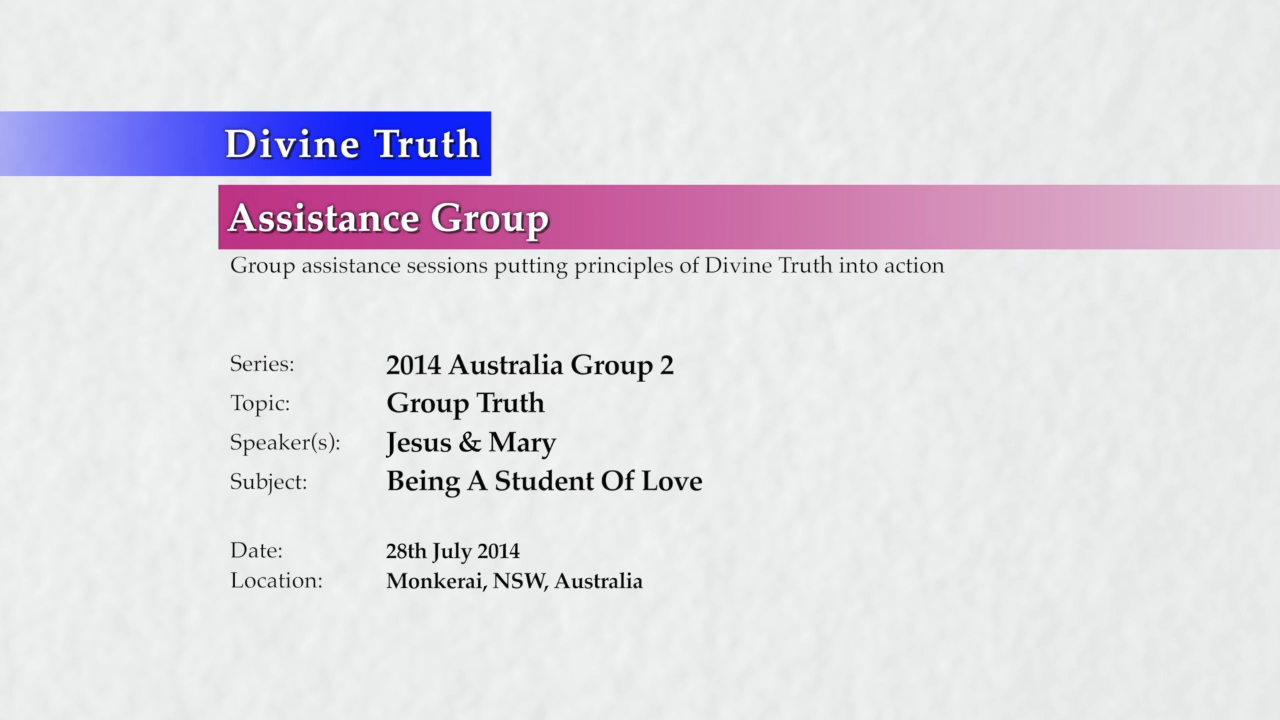 Divine Truth
Assistance Group
Group assistance sessions putting principles of Divine Truth into action
Series: 2014 Australia Group 2
Topic: Group Truth
Speaker(s): Jesus & Mary
Subject: Being A Student Of Love
Date: 28th July 2014
Location: Monkerai, NSW, Australia